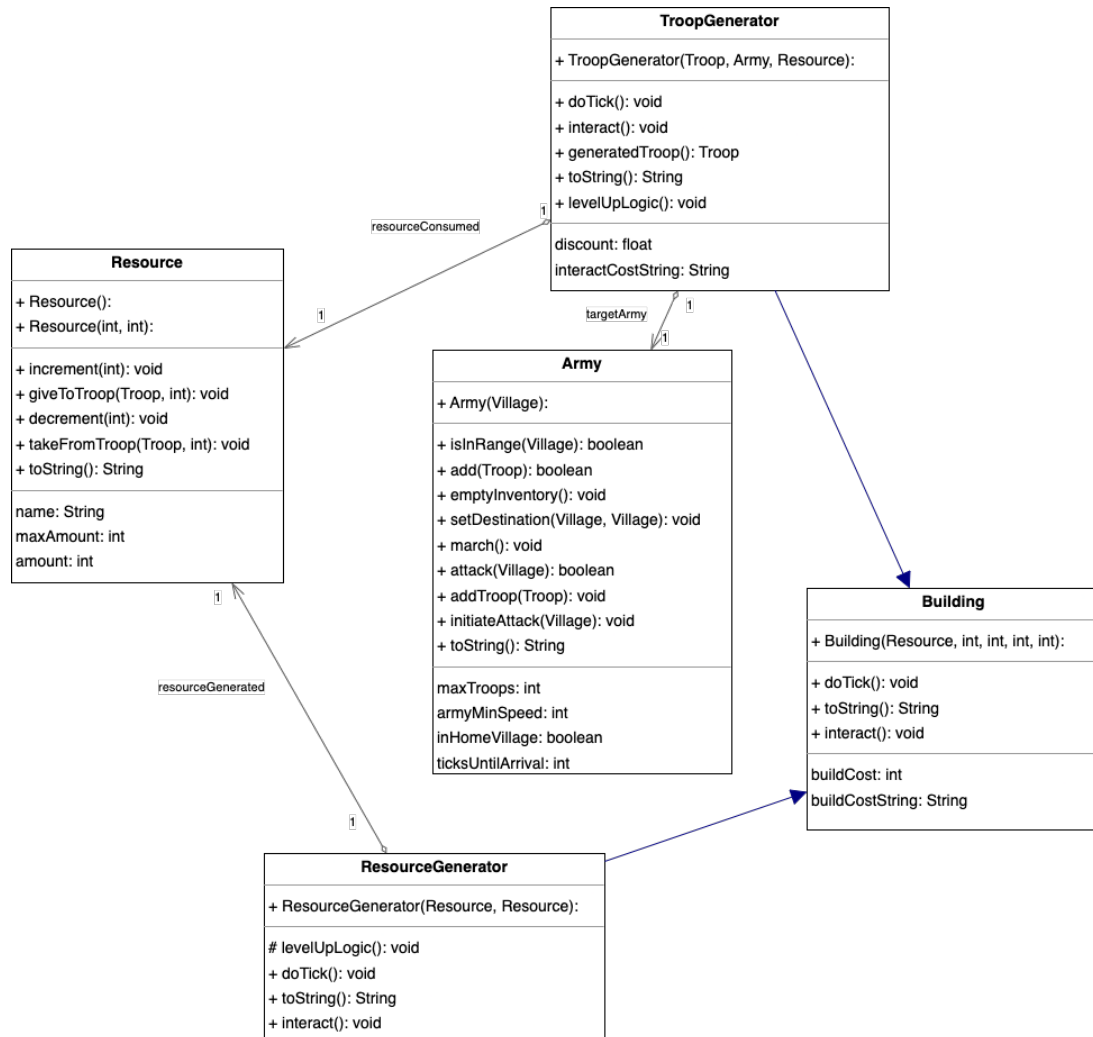 TroopGenerator
+ TroopGenerator(Troop, Army, Resource):
+ doTick(): void
+ interact(): void
+ generatedTroop(): Troop
+ toString(): String
+ levelUpLogic(): void
discount: float
interactCostString: String
1
resourceConsumed
1
Resource
+ Resource():
+ Resource(int, int):
+ increment(int): void
+ giveToTroop(Troop, int): void
+ decrement(int): void
+ takeFromTroop(Troop, int): void
+ toString(): String
name: String
maxAmount: int
amount: int
1
targetArmy
1
Army
+ Army(Village):
+ isInRange(Village): boolean
+ add(Troop): boolean
+ emptyInventory(): void
+ setDestination(Village, Village): void
+ march(): void
+ attack(Village): boolean
+ addTroop(Troop): void
+ initiateAttack(Village): void
+ toString(): String
maxTroops: int
armyMinSpeed: int
inHomeVillage: boolean
ticksUntilArrival: int
Building
+ Building(Resource, int, int, int, int):
+ doTick(): void
+ toString(): String
+ interact(): void
buildCost: int
buildCostString: String
1
resourceGenerated
1
ResourceGenerator
+ ResourceGenerator(Resource, Resource):
# levelUpLogic(): void
+ doTick(): void
+ toString(): String
+ interact(): void